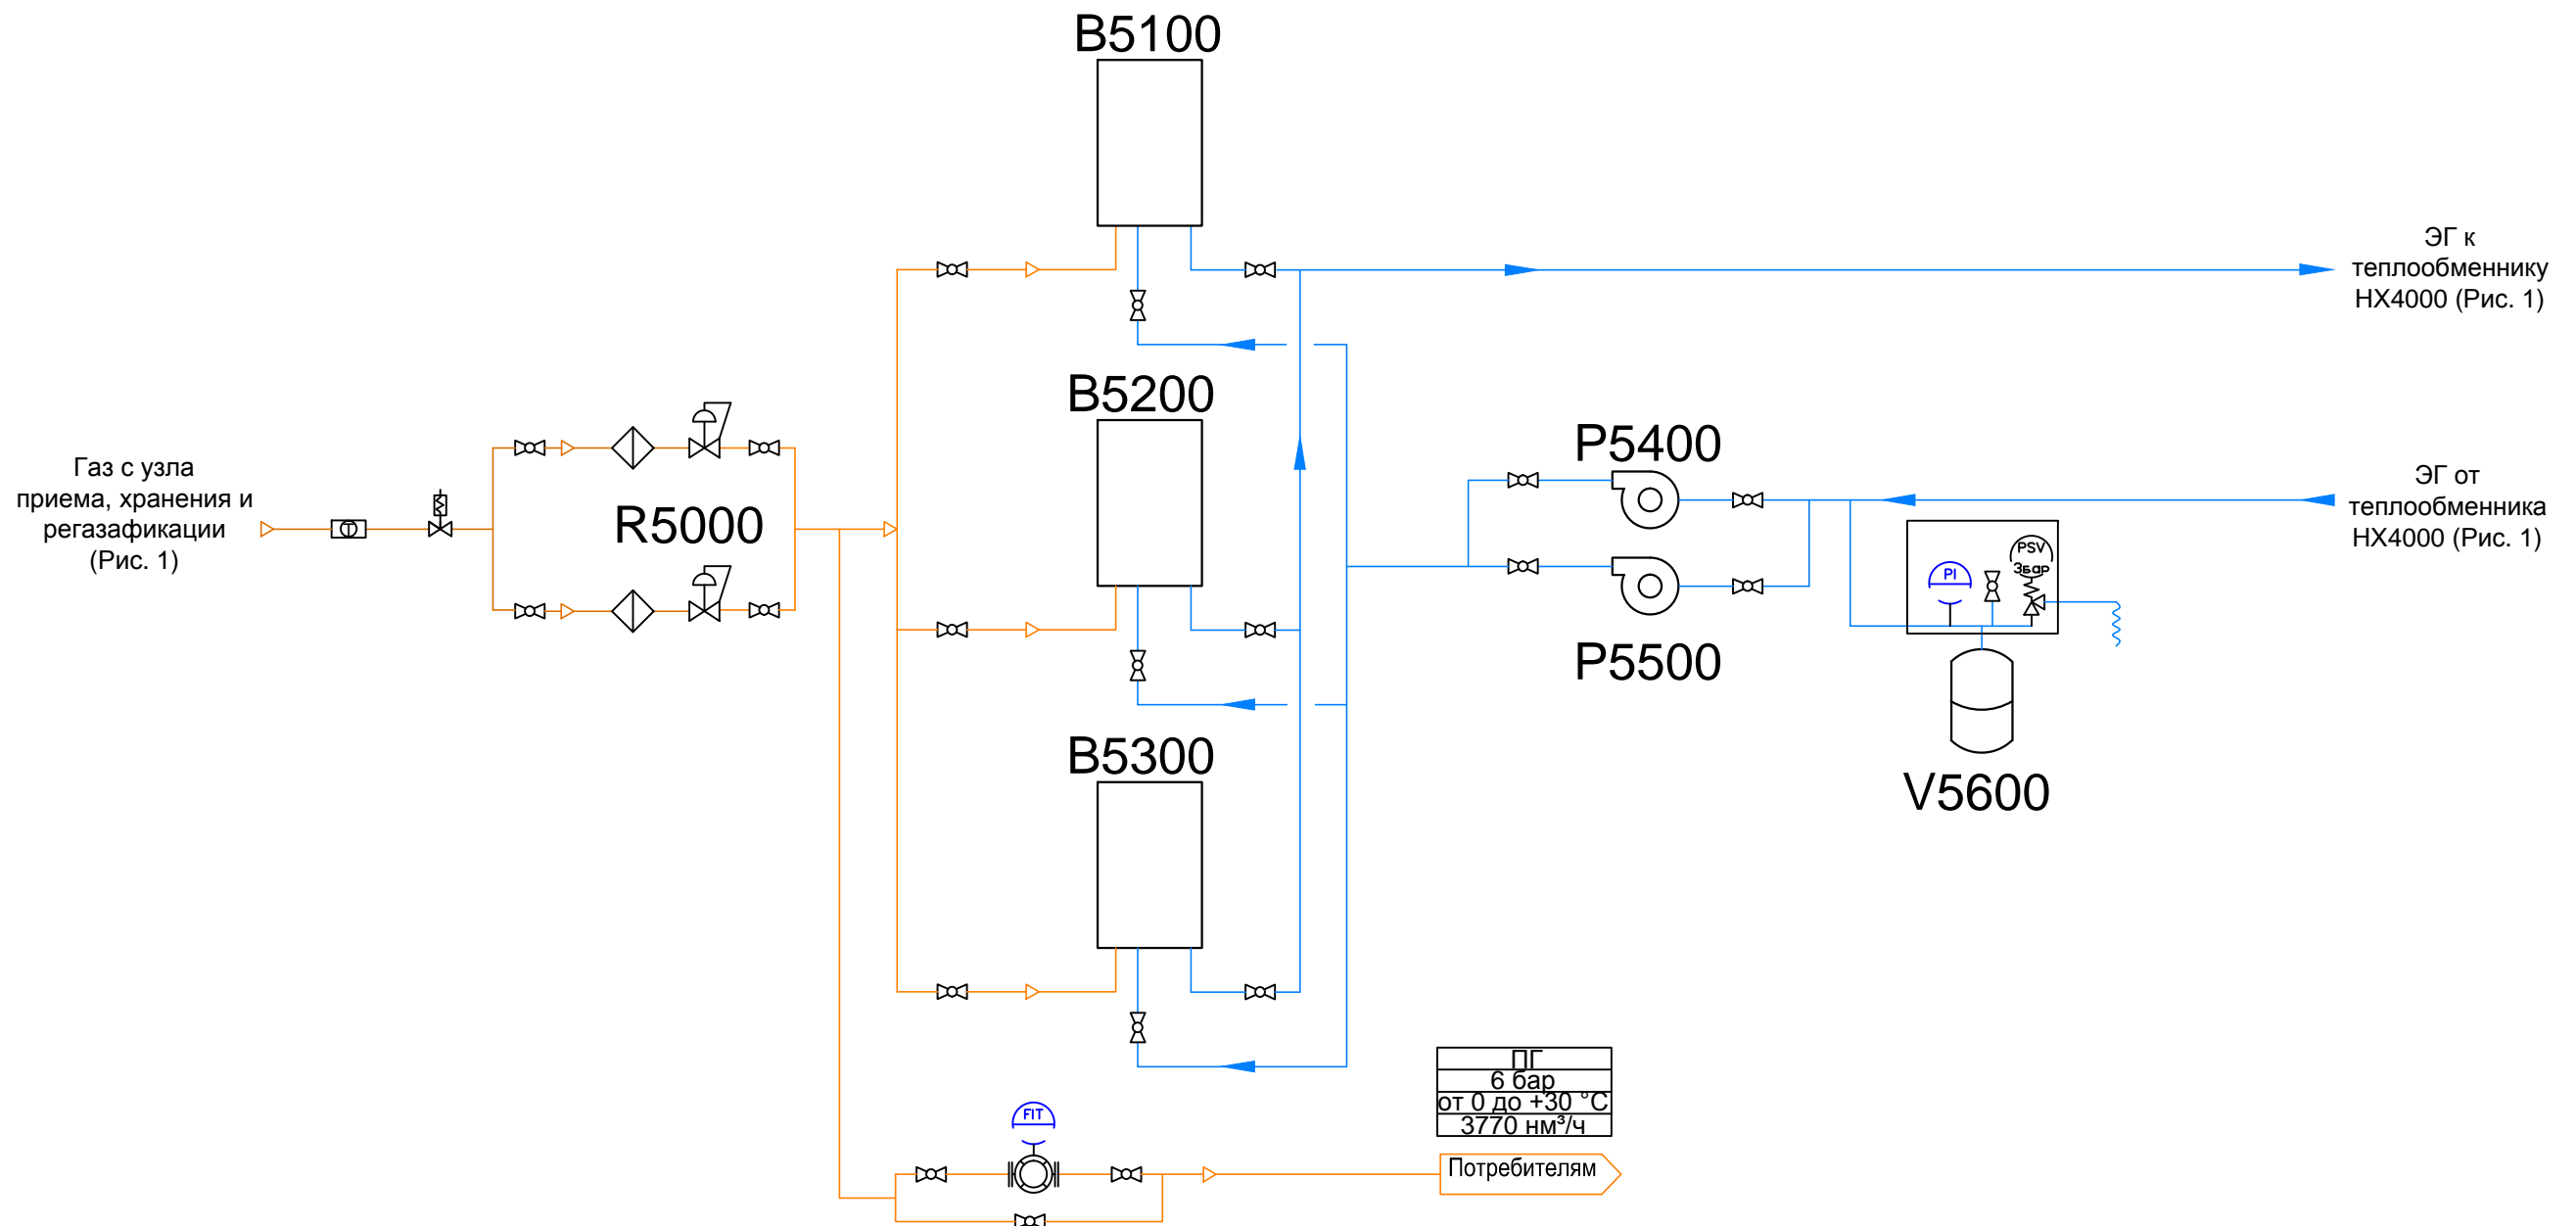 B5100
ЭГ к
теплообменнику
HX4000 (Рис. 1)
B5200
P5400
Газ с узла
приема, хранения и
регазафикации
(Рис. 1)
R5000
ЭГ от
теплообменника
HX4000 (Рис. 1)
PSV
3бар
PI
P5500
B5300
V5600
ПГ
6 бар
от 0 до +30 °C
3770 нм³/ч
FIT
Потребителям